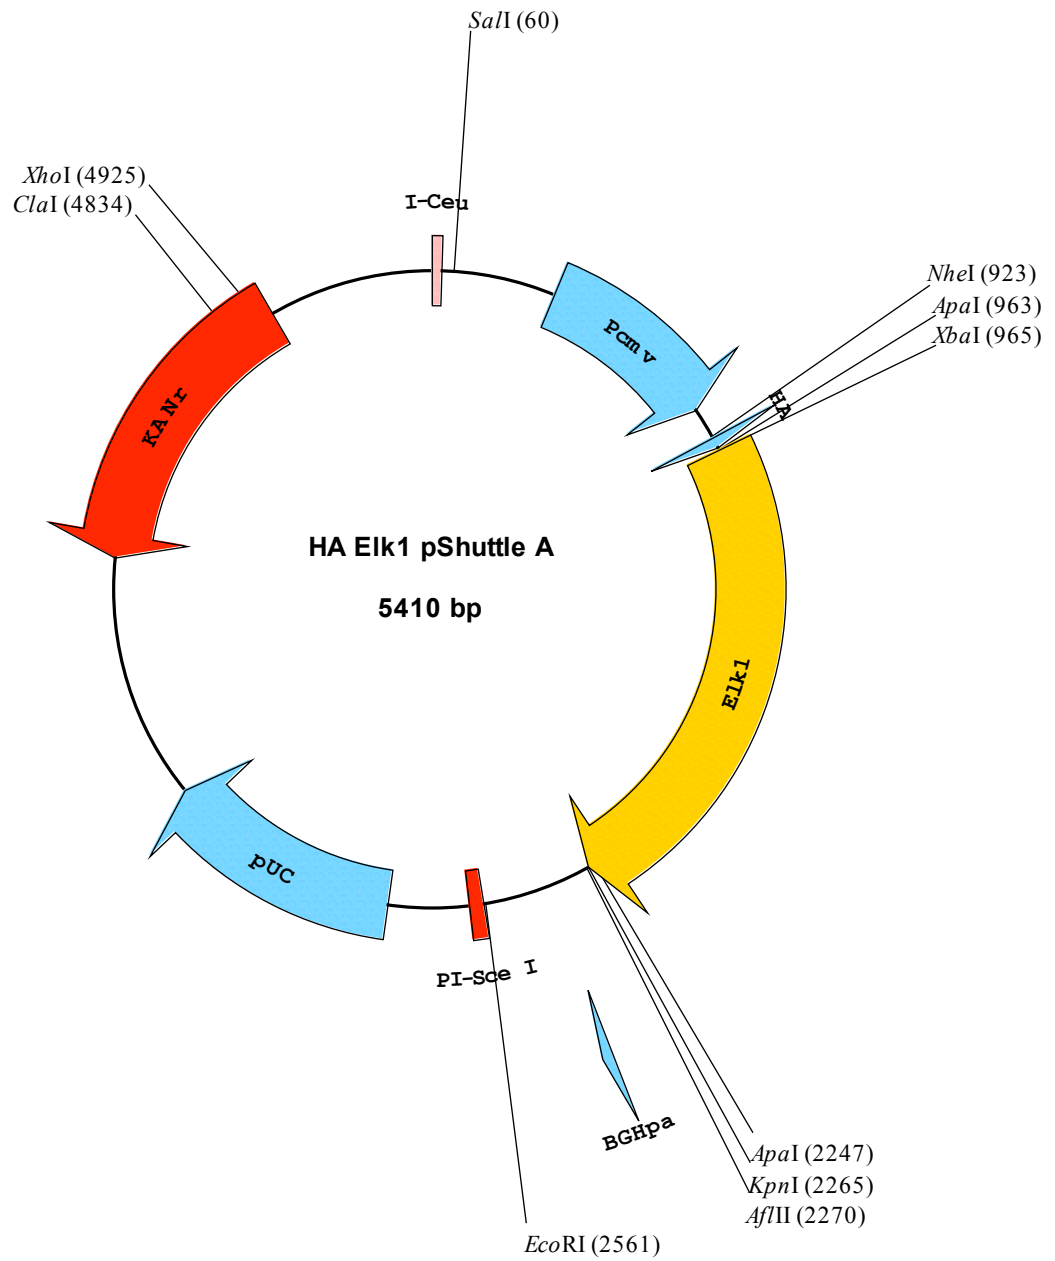 SalI (60)
XhoI (4925)
ClaI (4834)
I-Ceu
NheI (923)
ApaI (963)
XbaI (965)
Pcmv
HA
KANr
HA Elk1 pShuttle A
5410 bp
Elk1
pUC
PI-Sce I
BGHpa
ApaI (2247)
KpnI (2265)
AflII (2270)
EcoRI (2561)